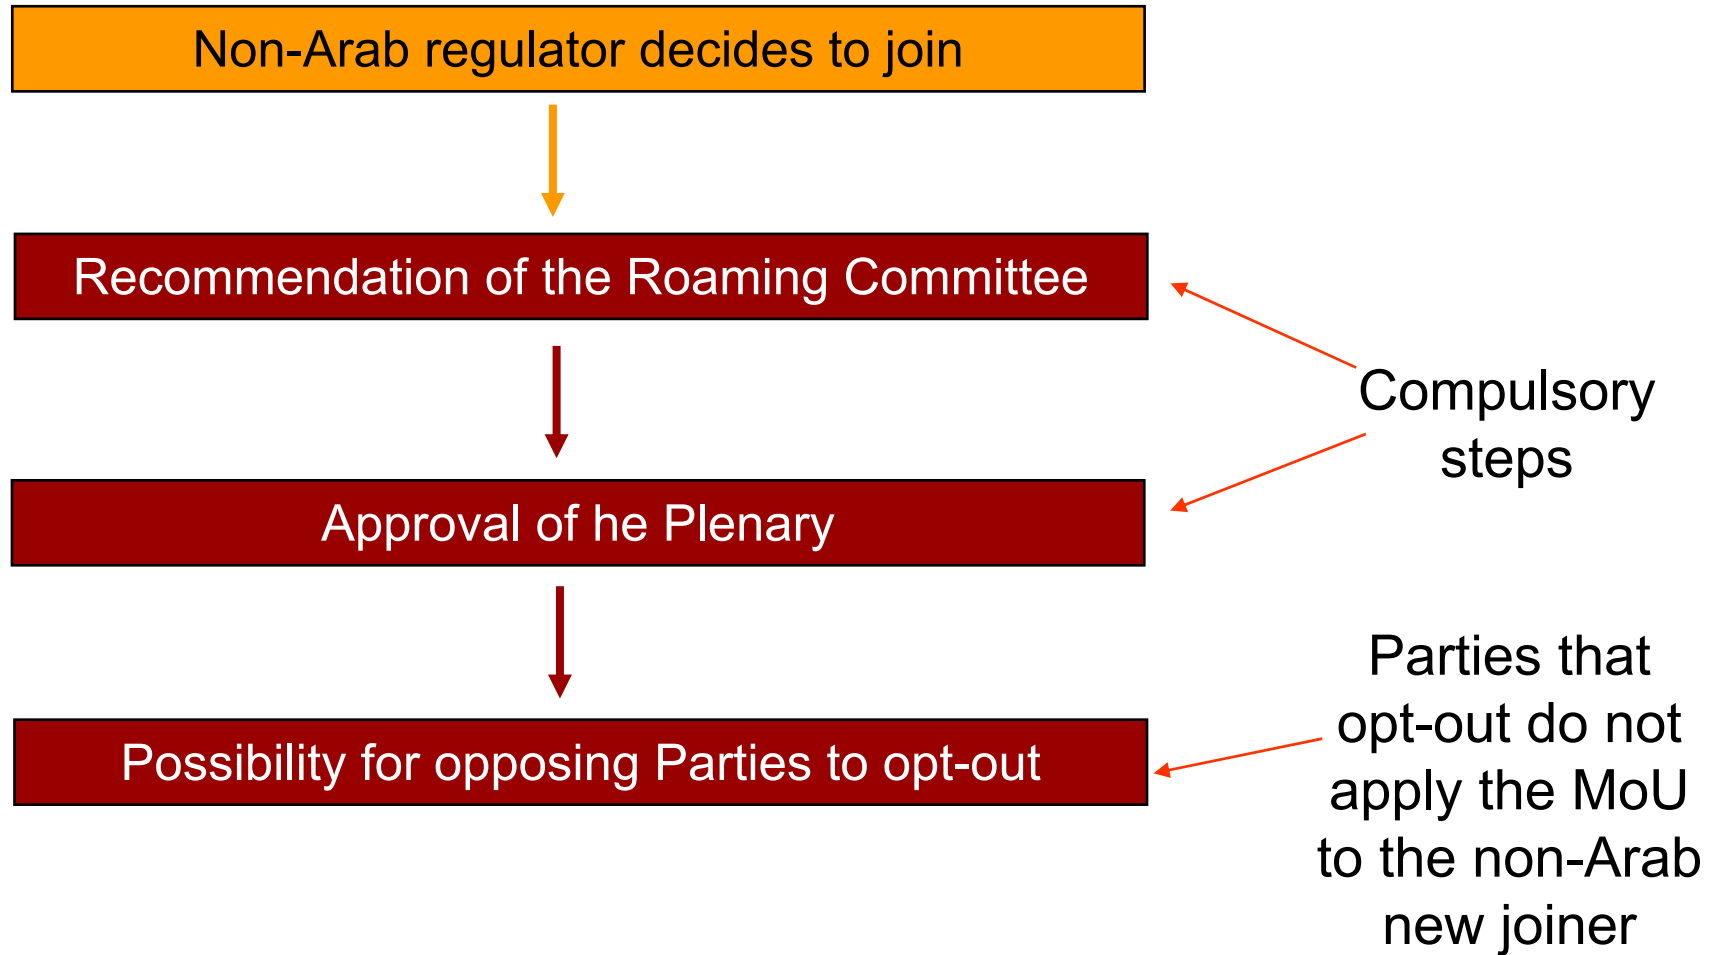 Non-Arab regulator decides to join
Recommendation of the Roaming Committee
Compulsory
steps
Approval of he Plenary
Possibility for opposing Parties to opt-out
Parties that
opt-out do not
apply the MoU
to the non-Arab
new joiner